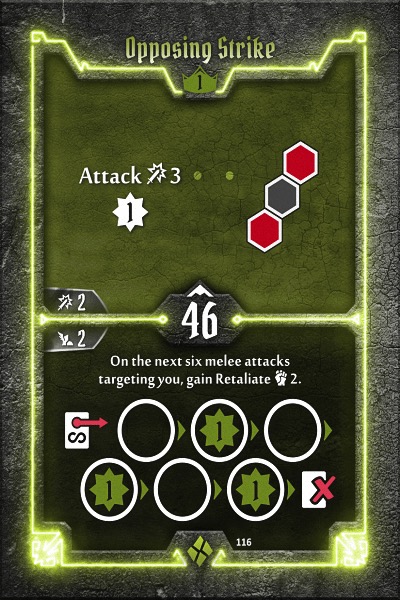 Opposing Strike
1
Attack 3
1
2
46
2
On the next six melee attacks
targeting you, gain Retaliate 2.
1
1 1
116